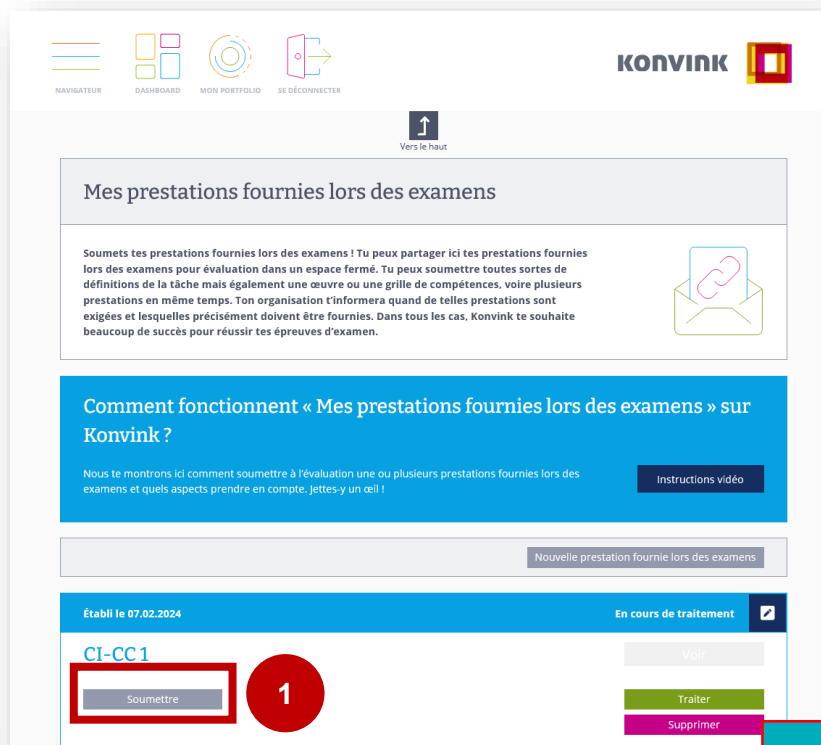 KONVINK
NAVIGATEUR DASHBOARD MON PORTFOLIO SE DÉCONNECTER
Vers le haut
Mes prestations fournies lors des examens
Soumets tes prestations fournies lors des examens ! Tu peux partager ici tes prestations fournies
lors des examens pour évaluation dans un espace fermé. Tu peux soumettre toutes sortes de
définitions de la tâche mais également une œuvre ou une grille de compétences, voire plusieurs
prestations en même temps. Ton organisation t'informera quand de telles prestations sont
exigées et lesquelles précisément doivent être fournies. Dans tous les cas, Konvink te souhaite
beaucoup de succès pour réussir tes épreuves d'examen.
Comment fonctionnent « Mes prestations fournies lors des examens » sur
Konvink ?
Nous te montrons ici comment soumettre à l'évaluation une ou plusieurs prestations fournies lors des
examens et quels aspects prendre en compte. Jettes-y un œil !
Instructions vidéo
Nouvelle prestation fournie lors des examens
Établi le 07.02.2024 En cours de traitement
CI-CC 1
Voir
Soumettre
1
Traiter
Supprimer